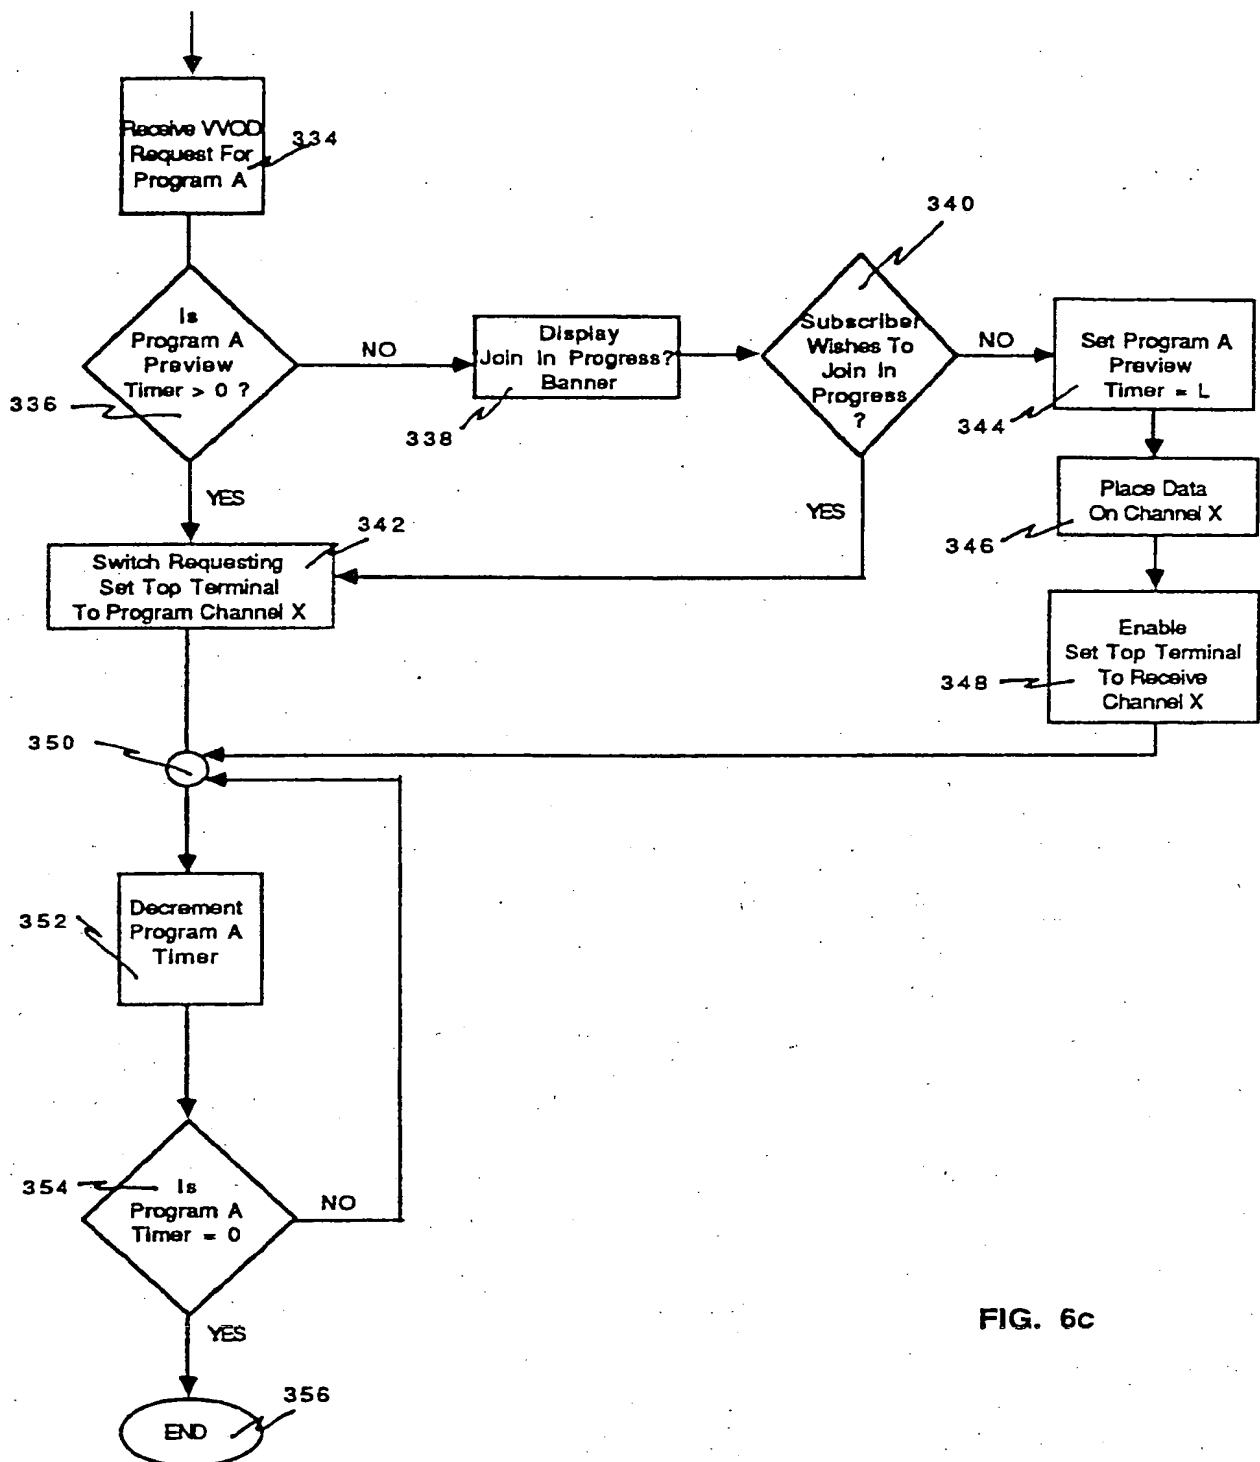 Receive VVOD
Request For
Program A
334
340
Is
Program A
Preview
Timer > 0 ?
336
NO
Display
Join In Progress?
Banner
338
Subscriber
Wishes To
Join In
Progress
?
NO
Set Program A
Preview
Timer = L
344
YES
YES
Place Data
On Channel X
346
342
Switch Requesting
Set Top Terminal
To Program Channel X
Enable
Set Top Terminal
To Receive
Channel X
348
350
Decrement
Program A
Timer
352
Is
Program A
Timer = 0
354
NO
YES
FIG. 6c
END
356